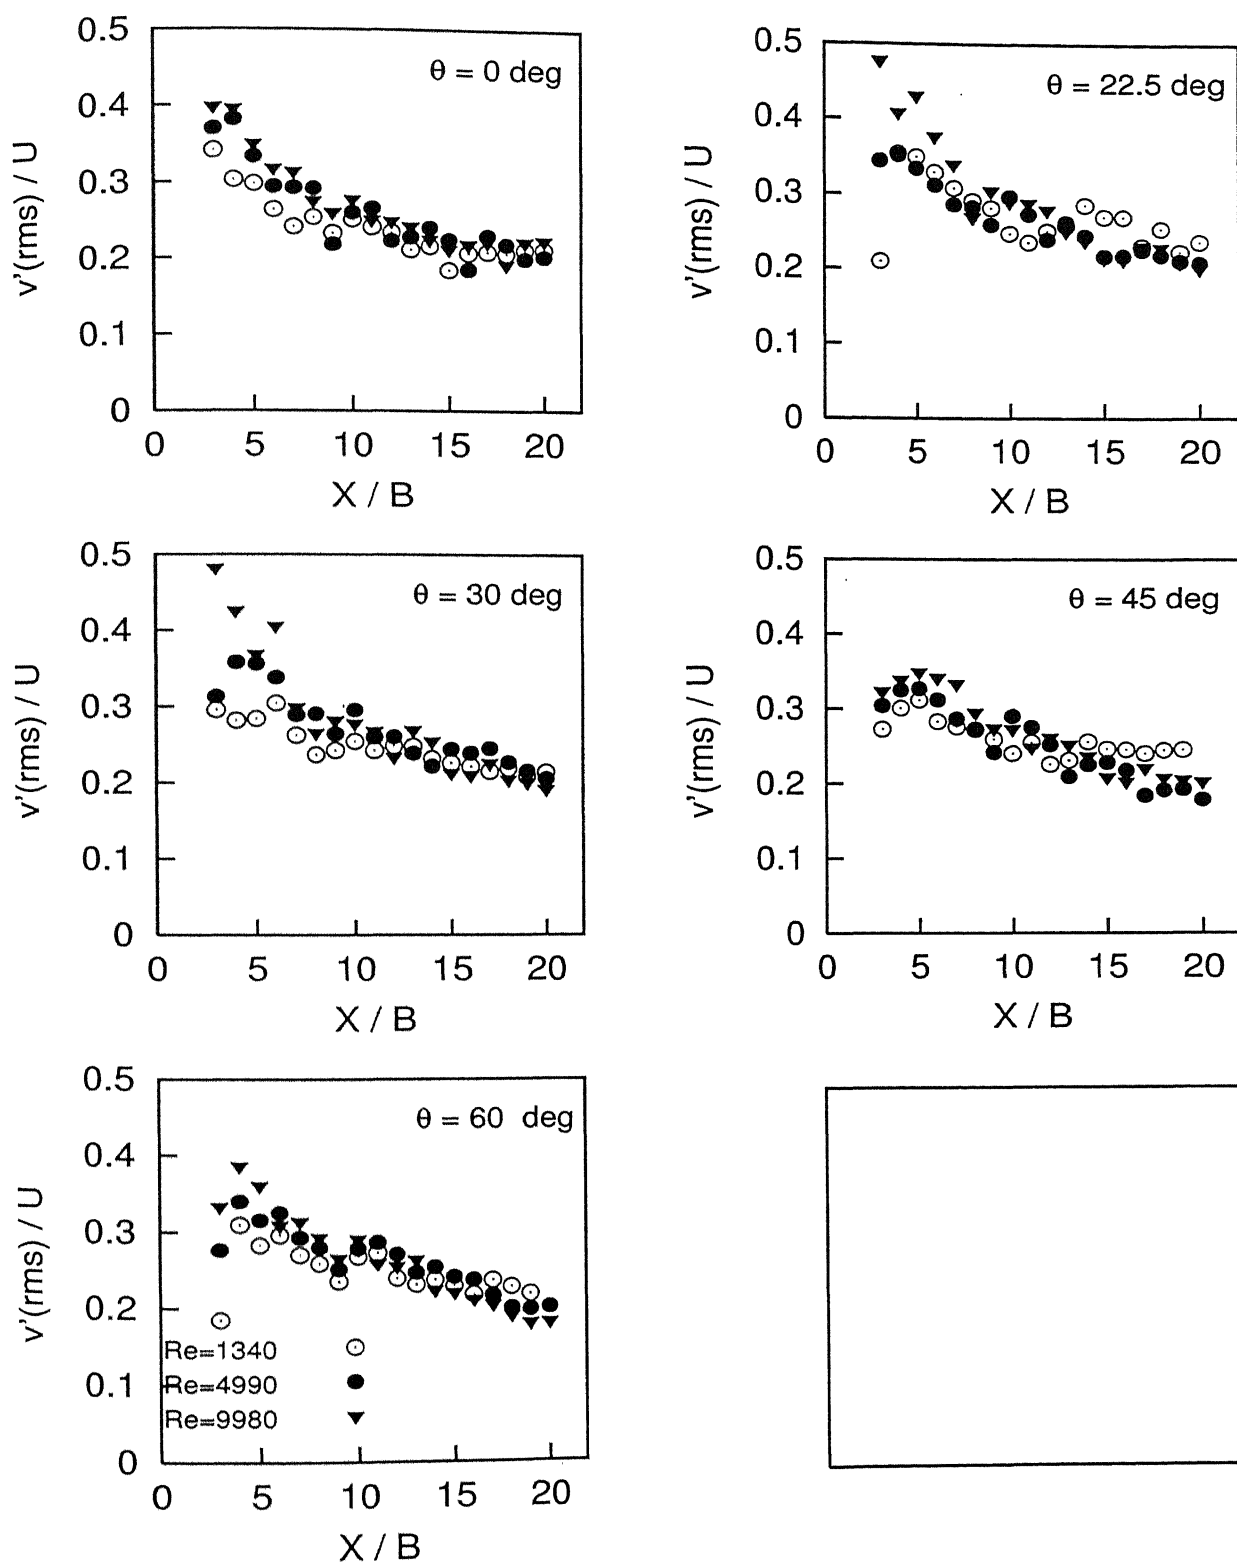 0.5
0.4
0.3
0.2
0.1
0
v'(rms) / U
θ = 0 deg
0 5 10 15 20
X / B
0.5
0.4
0.3
0.2
0.1
0
v'(rms) / U
θ = 22.5 deg
0 5 10 15 20
X / B
0.5
0.4
0.3
0.2
0.1
0
v'(rms) / U
θ = 30 deg
0 5 10 15 20
X / B
0.5
0.4
0.3
0.2
0.1
0
v'(rms) / U
θ = 45 deg
0 5 10 15 20
X / B
0.5
0.4
0.3
0.2
0.1
0
v'(rms) / U
θ = 60 deg
Re=1340
Re=4990
Re=9980
0 5 10 15 20
X / B